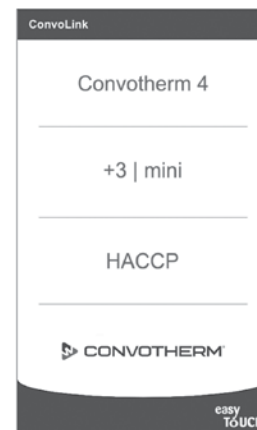 ConvoLink
Convotherm 4
+3 | mini
HACCP
CONVOTHERM
easy
TOUC